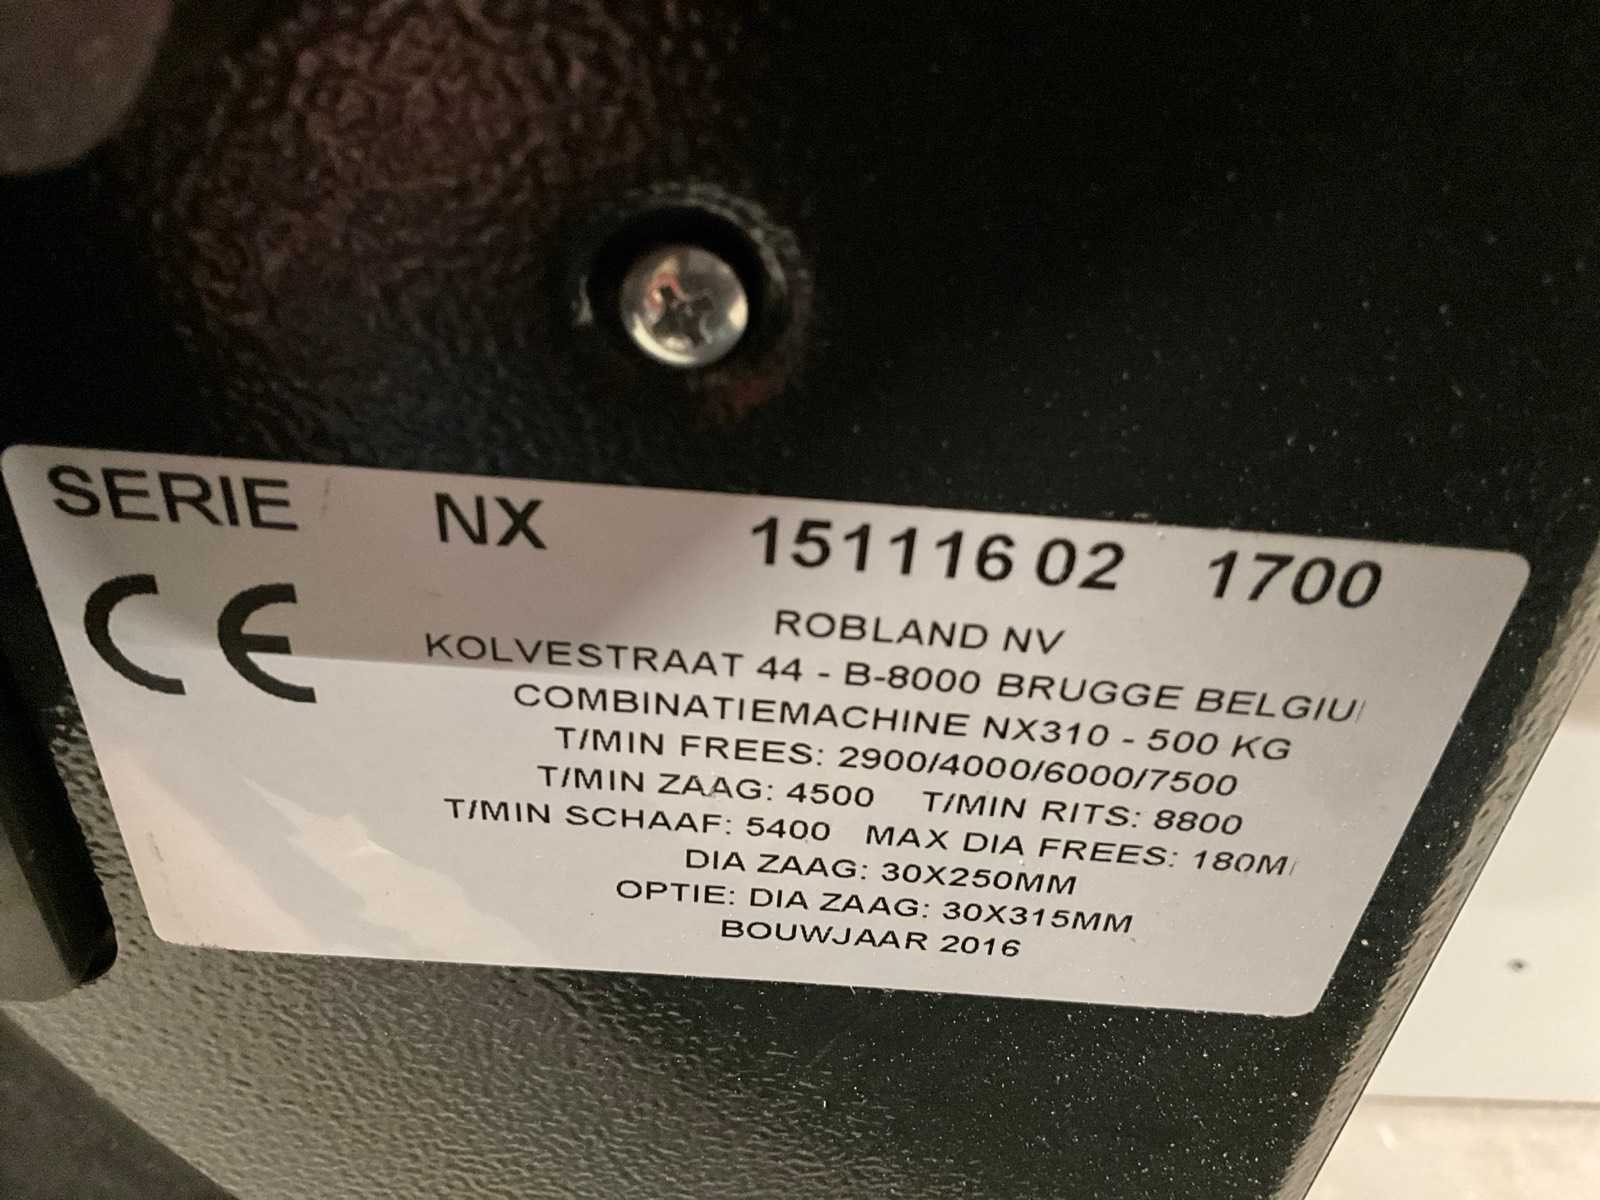 SERIE NX 151116 02 1700
CE
ROBLAND NV
KOLVESTRAAT 44 - B-8000 BRUGGE BELGIU
COMBINATIEMACHINE NX310 - 500 KG
T/MIN FREES: 2900/4000/6000/7500
T/MIN ZAAG: 4500 T/MIN RITS: 8800
T/MIN SCHAAF: 5400 MAX DIA FREES: 180M
DIA ZAAG: 30X250MM
OPTIE: DIA ZAAG: 30X315MM
BOUWJAAR 2016